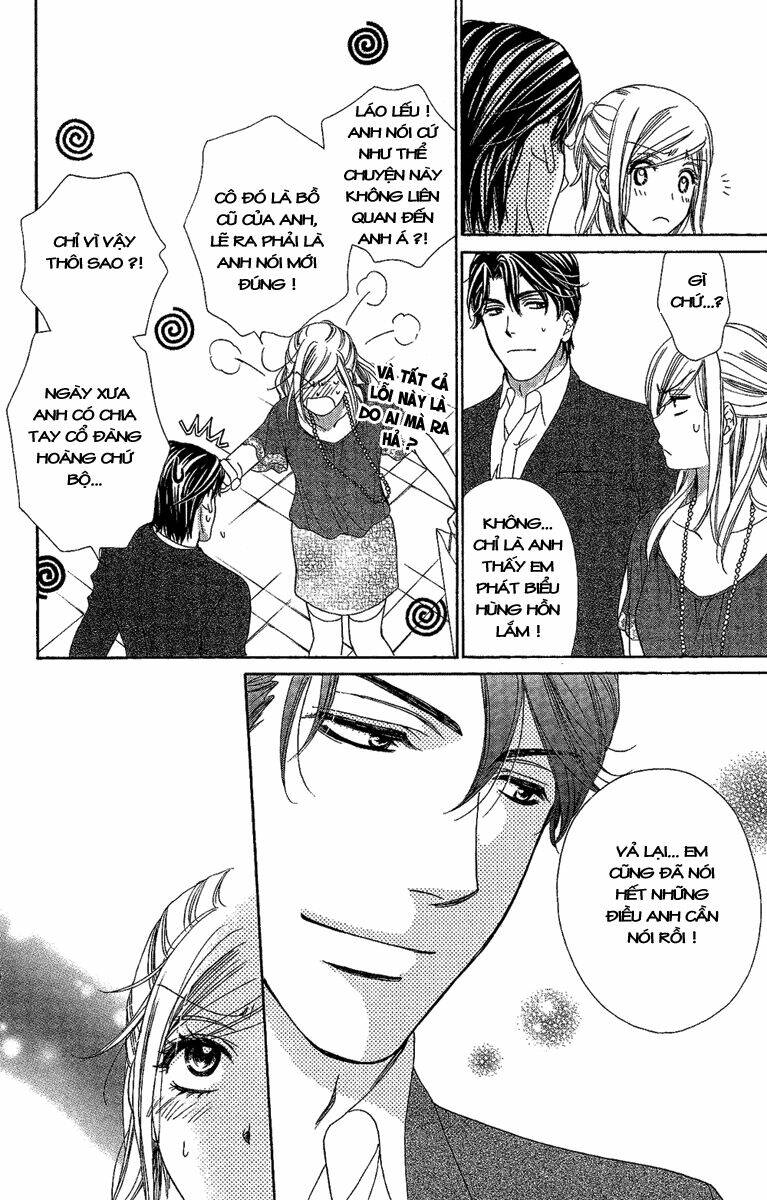 GÌ
CHỨ...?
KHÔNG...
CHỈ LÀ ANH
THẤY EM
PHÁT BIỂU
HÙNG HỒN
LẮM !
LÁO LẾU !
ANH NÓI CỨ
NHƯ THỂ
CHUYỆN NÀY
KHÔNG LIÊN
QUAN ĐẾN
ANH Á ?!
CÔ ĐÓ LÀ BỒ
CŨ CỦA ANH,
LẼ RA PHẢI LÀ
ANH NÓI MỚI
ĐÚNG !
VÀ TẤT CẢ
LỖI NÀY LÀ
DO AI MÀ RA
HẢ ?
CHỈ VÌ VẬY
THÔI SAO ?!
NGÀY XƯA
ANH CÓ CHIA
TAY CỔ ĐÀNG
HOÀNG CHỨ
BỘ...
VẢ LẠI... EM
CŨNG ĐÃ NÓI
HẾT NHỮNG
ĐIỀU ANH CẦN
NÓI RỒI !